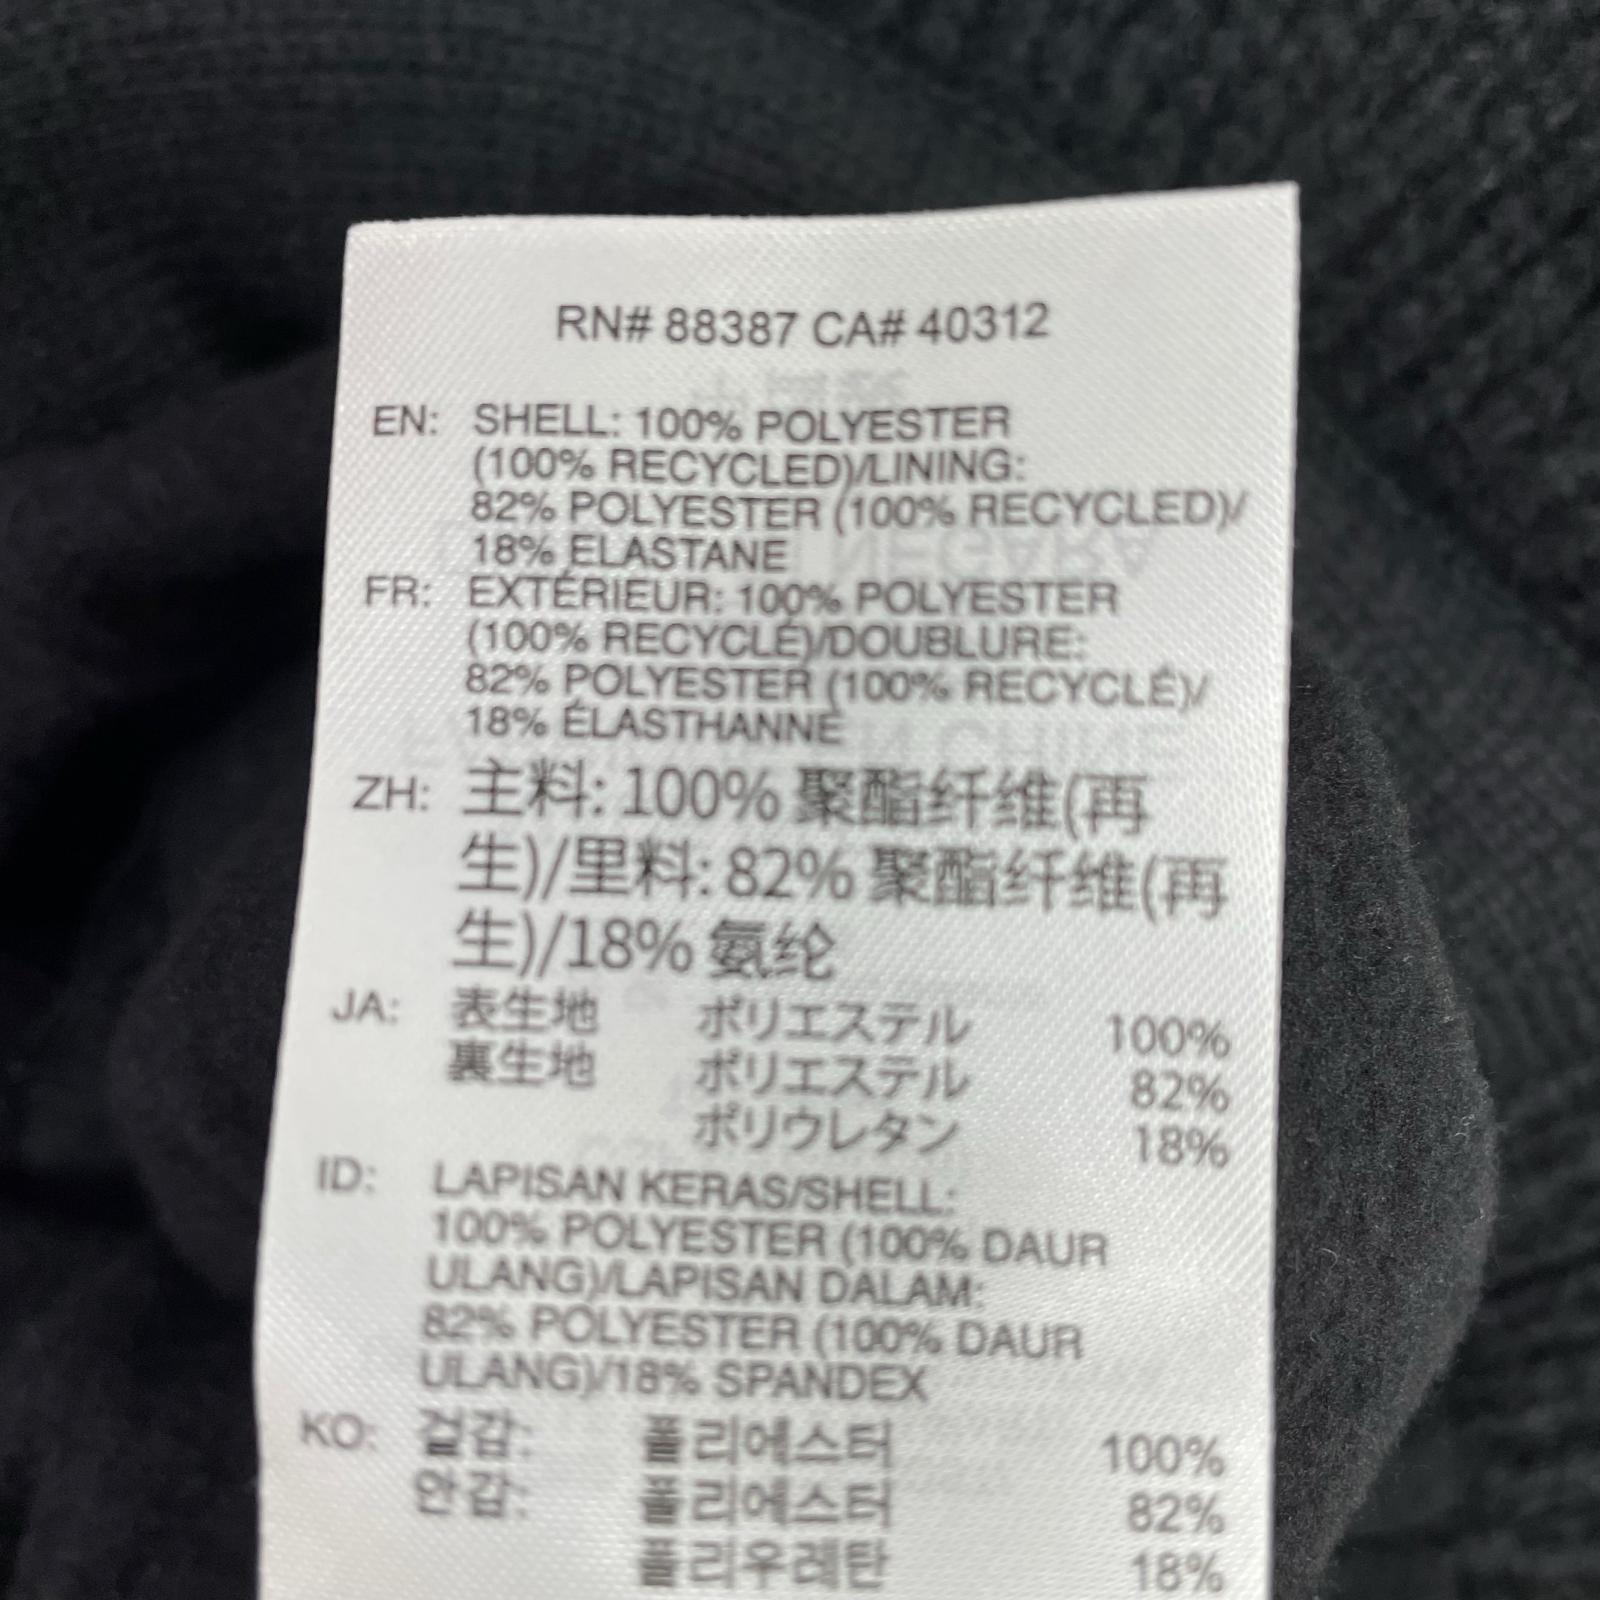 RN# 88387 CA# 40312
EN: SHELL: 100% POLYESTER
(100% RECYCLED)/LINING:
82% POLYESTER (100% RECYCLED)/
18% ELASTANE
FR: EXTÉRIEUR: 100% POLYESTER
(100% RECYCLÉ)/DOUBLURE:
82% POLYESTER (100% RECYCLÉ)/
18% ÉLASTHANNE
ZH: 主料: 100% 聚酯纤维(再
生)/里料: 82% 聚酯纤维(再
生)/18% 氨纶
JA: 表生地 ポリエステル 100%
裏生地 ポリエステル 82%
ポリウレタン 18%
ID: LAPISAN KERAS/SHELL:
100% POLYESTER (100% DAUR
ULANG)/LAPISAN DALAM:
82% POLYESTER (100% DAUR
ULANG)/18% SPANDEX
KO: 겉감: 폴리에스터 100%
안감: 폴리에스터 82%
폴리우레탄 18%